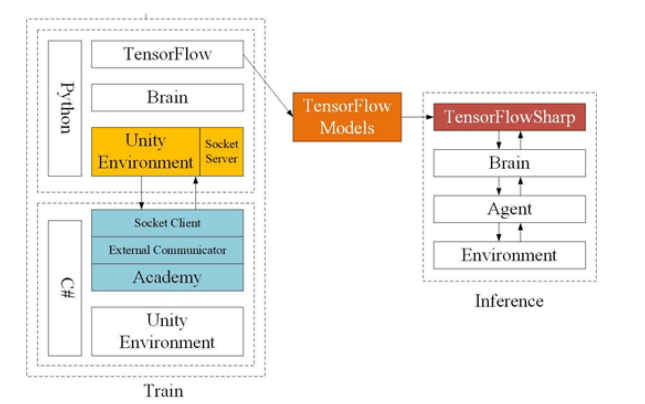 Python
TensorFlow
Brain
Unity
Environment
Socket
Server
C#
Socket Client
External Communicator
Academy
Unity
Environment
Train
TensorFlow
Models
TensorFlowSharp
Brain
Agent
Environment
Inference